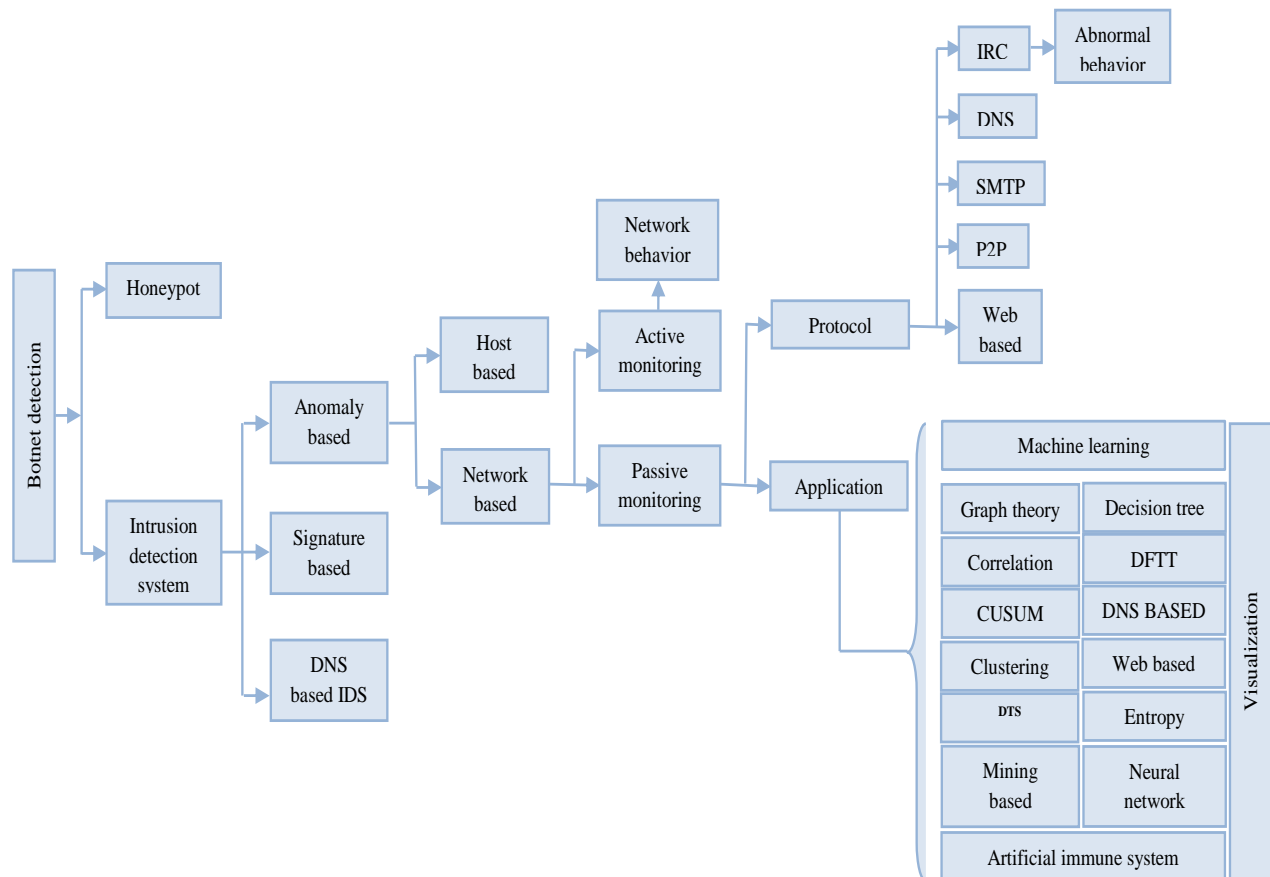 Botnet detection
Honeypot
Intrusion
detection
system
Anomaly
based
Signature
based
DNS
based IDS
Host
based
Network
based
Network
behavior
Active
monitoring
Passive
monitoring
Protocol
Application
IRC
Abnormal
behavior
DNS
SMTP
P2P
Web
based
Machine learning
Graph theory
Decision tree
Correlation
DFTT
CUSUM
DNS BASED
Clustering
Web based
DTS
Entropy
Mining
based
Neural
network
Artificial immune system
Visualization